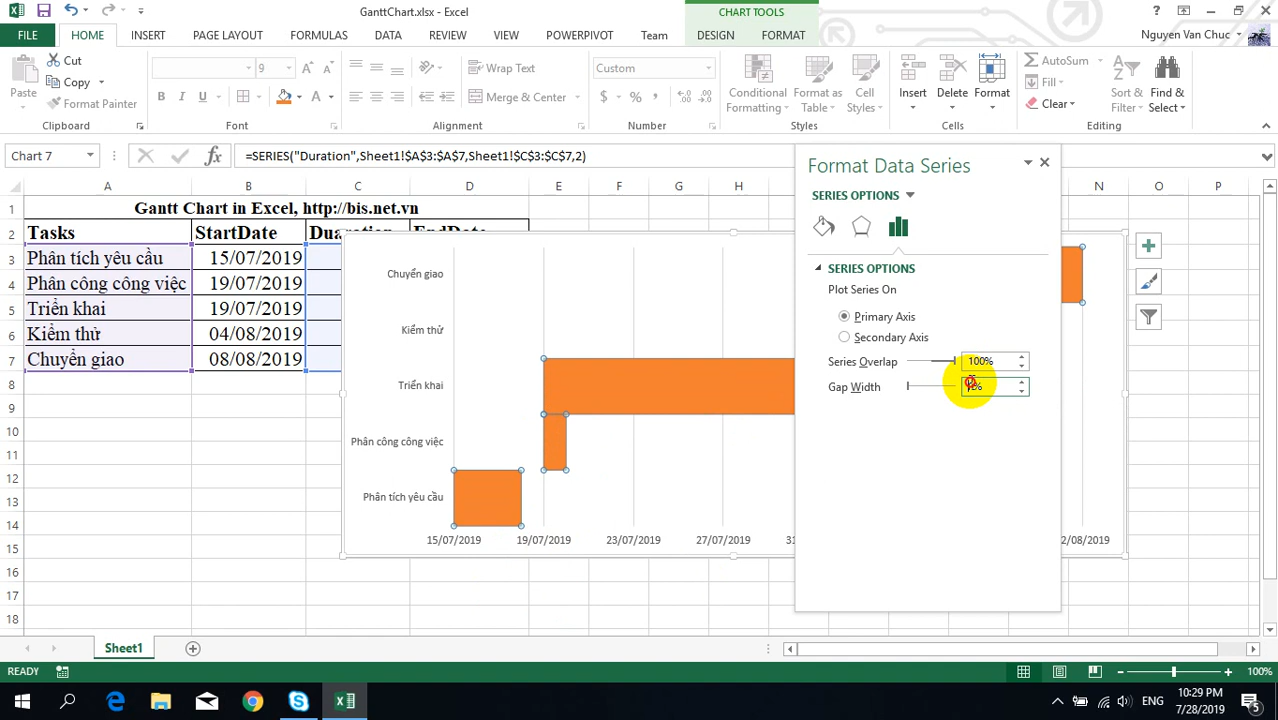 GanttChart.xlsx - Excel
CHART TOOLS
FILE HOME INSERT PAGE LAYOUT FORMULAS DATA REVIEW VIEW POWERPIVOT Team DESIGN FORMAT Nguyen Van Chuc
Cut
Copy
Format Painter
Paste
Clipboard
9
Font
Wrap Text
Merge & Center
Alignment
Custom
Number
Conditional Formatting
Format as Table
Cell Styles
Styles
Insert Delete Format
Cells
AutoSum
Fill
Clear
Sort & Filter
Find & Select
Editing
Chart 7
=SERIES("Duration",Sheet1!$A$3:$A$7,Sheet1!$C$3:$C$7,2)
A B C D E F G H N O P
1 Gantt Chart in Excel, http://bis.net.vn
2 Tasks StartDate
3 Phân tích yêu cầu 15/07/2019
4 Phân công công việc 19/07/2019
5 Triển khai 19/07/2019
6 Kiểm thử 04/08/2019
7 Chuyển giao 08/08/2019
8
9
10
11
12
13
14
15
16
17
18
Chuyển giao
Kiểm thử
Triển khai
Phân công công việc
Phân tích yêu cầu
15/07/2019 19/07/2019 23/07/2019 27/07/2019
Format Data Series
SERIES OPTIONS
SERIES OPTIONS
Plot Series On
Primary Axis
Secondary Axis
Series Overlap 100%
Gap Width
Sheet1
READY
100%
ENG
10:29 PM
7/28/2019
5